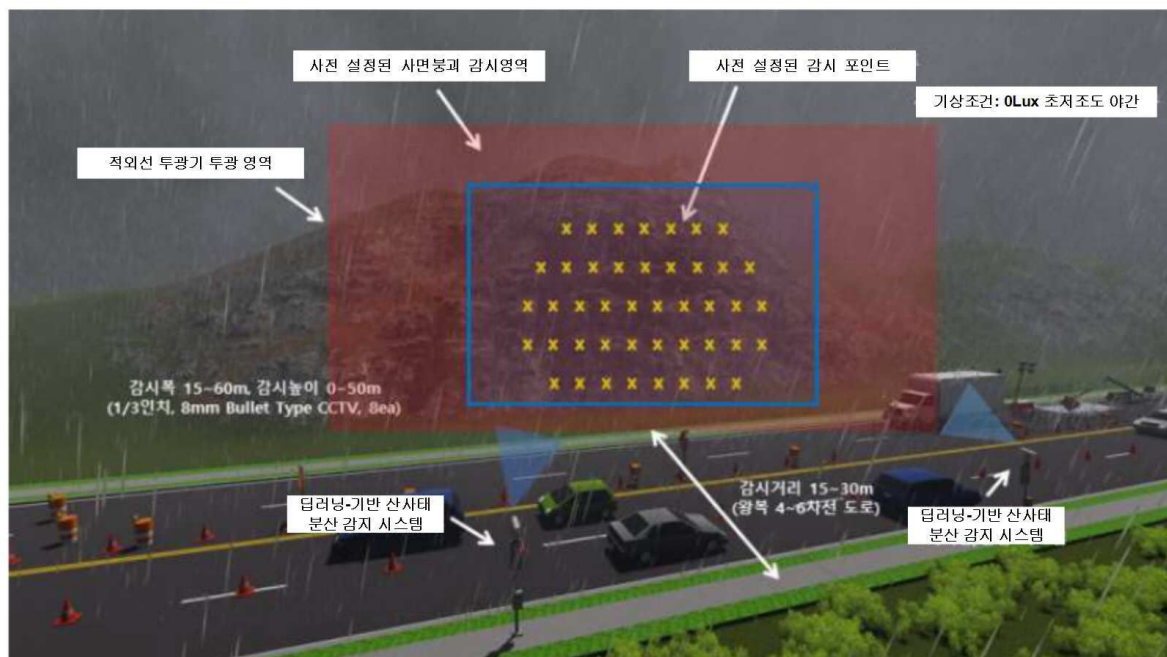 사전 설정된 사면붕괴 감시영역
사전 설정된 감시 포인트
기상조건: 0Lux 초저조도 야간
적외선 투광기 투광 영역
감시폭 15~60m, 감시높이 0~50m
(1/3인치, 8mm Bullet Type CCTV, 8ea)
감시거리 15~30m
(왕복 4~6차전 도로)
딥러닝-기반 산사태
분산 감지 시스템
딥러닝-기반 산사태
분산 감지 시스템